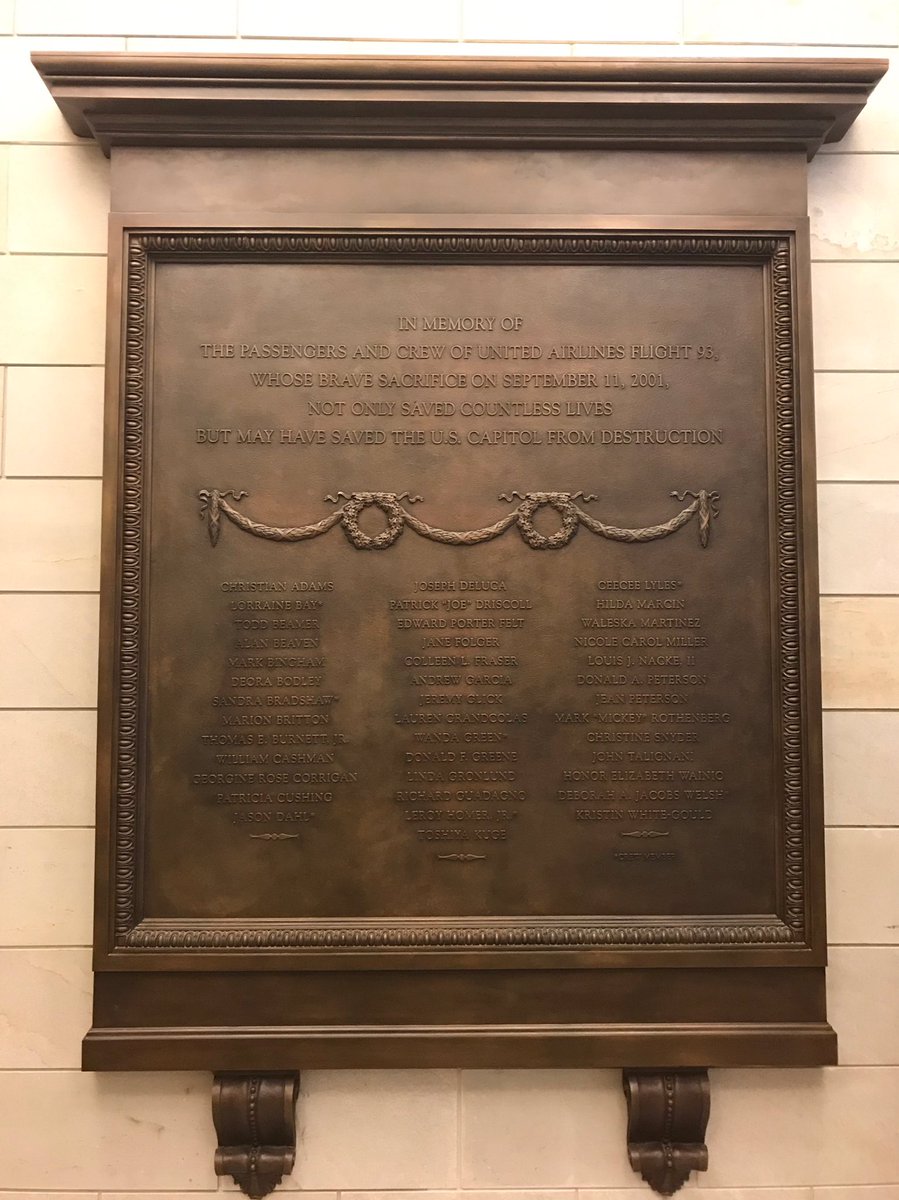 IN MEMORY OF
THE PASSENGERS AND CREW OF UNITED AIRLINES FLIGHT 93,
WHOSE BRAVE SACRIFICE ON SEPTEMBER 11, 2001,
NOT ONLY SAVED COUNTLESS LIVES
BUT MAY HAVE SAVED THE U.S. CAPITOL FROM DESTRUCTION
CHRISTIAN ADAMS
LORRAINE BAY*
TODD BEAMER
ALAN BEAVEN
MARK BINGHAM
DEORA BODLEY
SANDRA BRADSHAW*
MARION BRITTON
THOMAS E. BURNETT, JR.
WILLIAM CASHMAN
GEORGINE ROSE CORRIGAN
PATRICIA CUSHING
JASON DAHL*
JOSEPH DELUCA
PATRICK "JOE" DRISCOLL
EDWARD PORTER FELT
JANE FOLGER
COLLEEN L. FRASER
ANDREW GARCIA
JEREMY GLICK
LAUREN GRANDCOLAS
WANDA GREEN*
DONALD F. GREENE
LINDA GRONLUND
RICHARD GUADAGNO
LEROY HOMER, JR.*
TOSHIYA KUGE
CEECEE LYLES*
HILDA MARCIN
WALESKA MARTINEZ
NICOLE CAROL MILLER
LOUIS J. NACKE, II
DONALD A. PETERSON
JEAN PETERSON
MARK "MICKEY" ROTHENBERG
CHRISTINE SNYDER
JOHN TALIGNANI
HONOR ELIZABETH WAINIO
DEBORAH A. JACOBS WELSH*
KRISTIN WHITE-GOULD
*CREW MEMBER